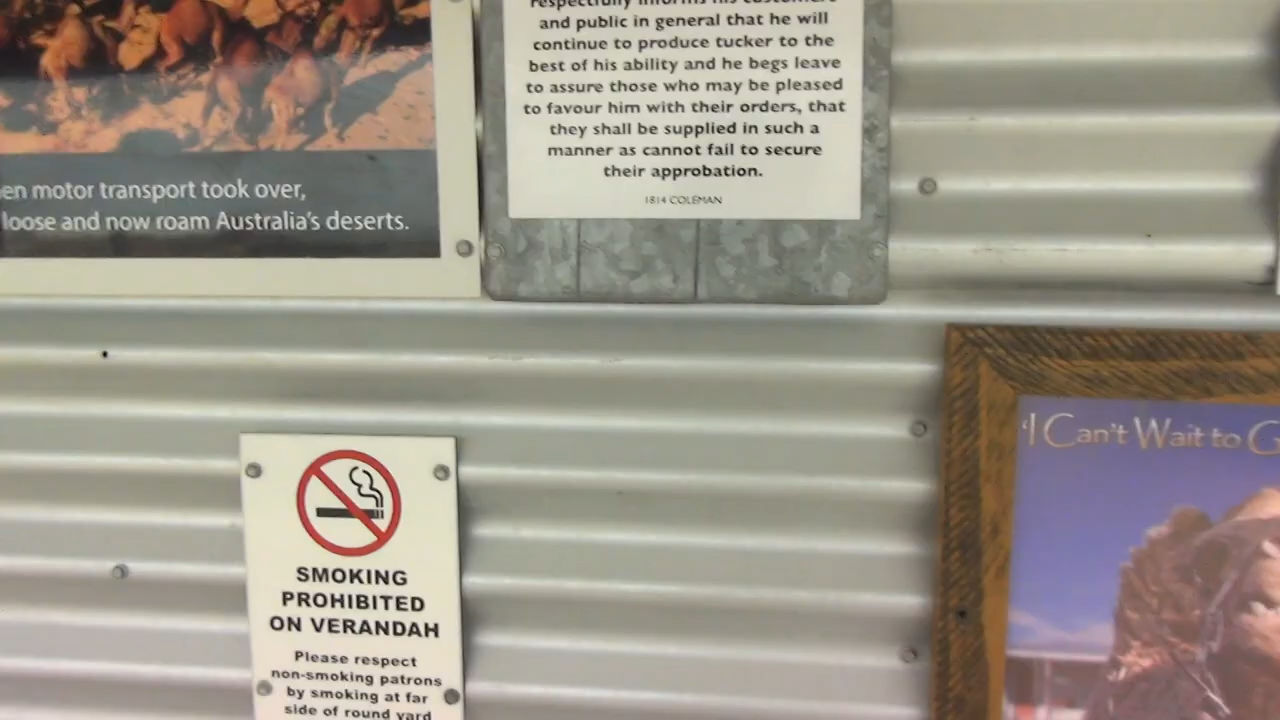 respectfully informs his customers
and public in general that he will
continue to produce tucker to the
best of his ability and he begs leave
to assure those who may be pleased
to favour him with their orders, that
they shall be supplied in such a
manner as cannot fail to secure
their approbation.
1814 COLEMAN
en motor transport took over,
loose and now roam Australia's deserts.
'I Can't Wait to G
SMOKING
PROHIBITED
ON VERANDAH
Please respect
non-smoking patrons
by smoking at far
side of round yard